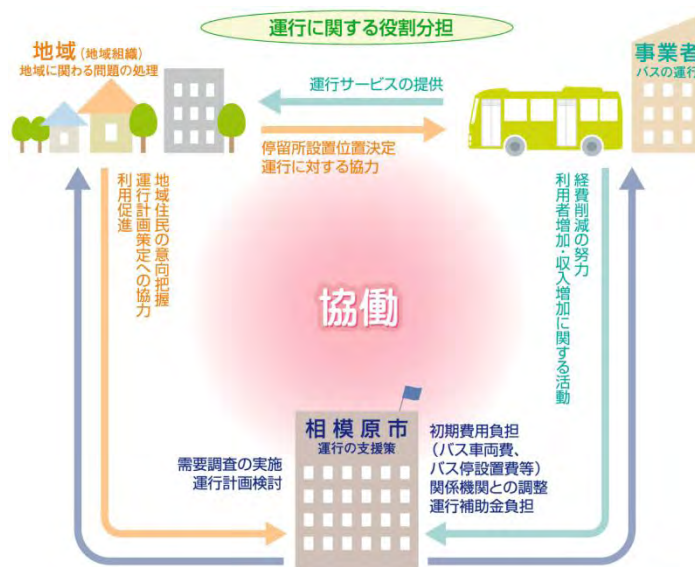 運行に関する役割分担
地域(地域組織)
地域に関わる問題の処理
事業者
バスの運行
運行サービスの提供
停留所設置位置決定
運行に対する協力
地域住民の意向把握
運行計画策定への協力
利用促進
経費削減の努力
利用者増加・収入増加に関する活動
協働
相模原市
運行の支援策
需要調査の実施
運行計画検討
初期費用負担
(バス車両費、
バス停設置費等)
関係機関との調整
運行補助金負担